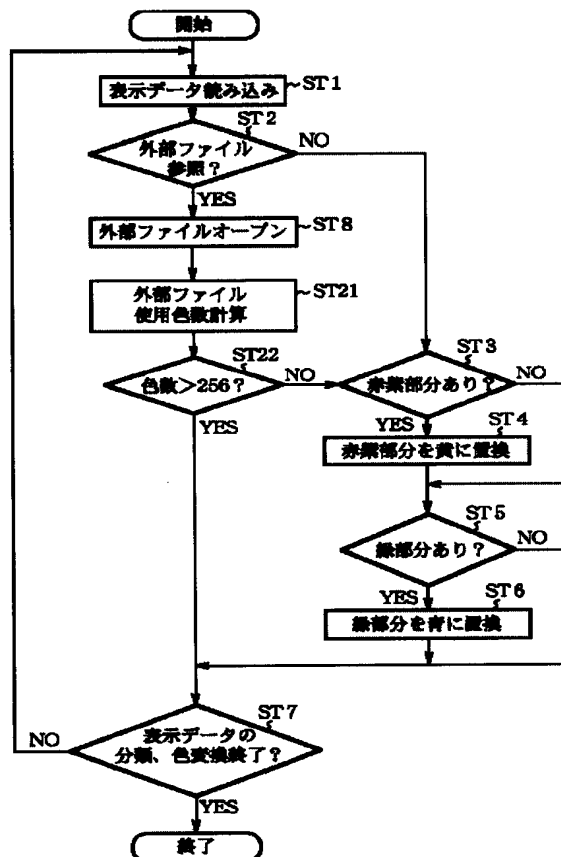 開始
表示データ読み込み
ST1
ST2
外部ファイル
参照？
NO
YES
外部ファイルオープン
ST8
外部ファイル
使用色数計算
ST21
ST22
色数＞256？
NO
YES
ST3
赤紫部分あり？
NO
YES
ST4
赤紫部分を黄に置換
ST5
緑部分あり？
NO
YES
ST6
緑部分を青に置換
ST7
表示データの
分類、色変換終了？
NO
YES
終了